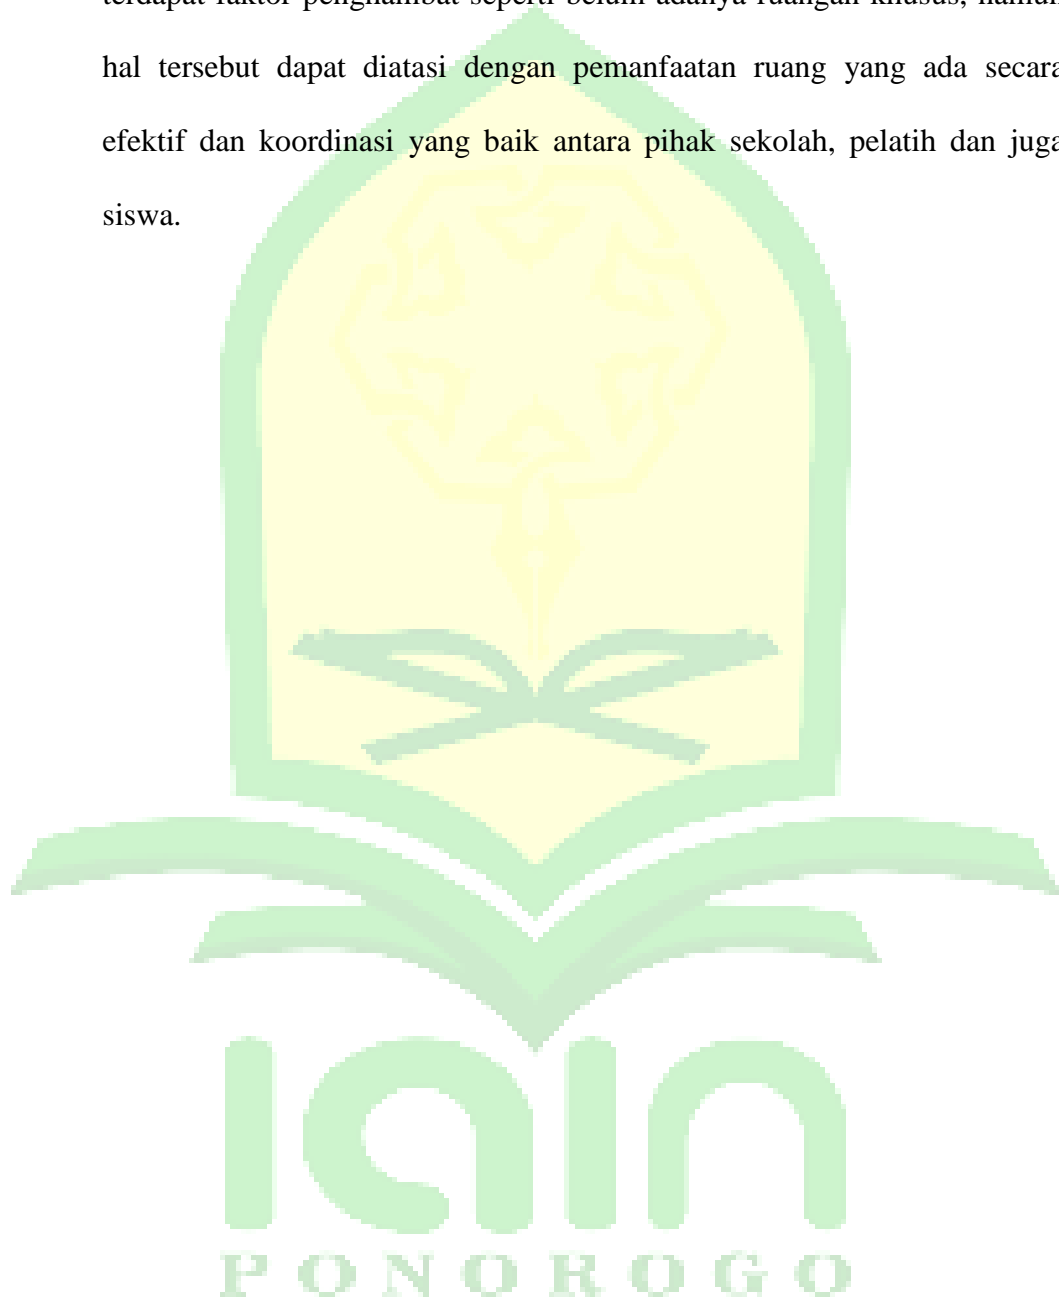 terdapat faktor penghambat seperti belum adanya ruangan khusus, namun
hal tersebut dapat diatasi dengan pemanfaatan ruang yang ada secara
efektif dan koordinasi yang baik antara pihak sekolah, pelatih dan juga
siswa.
iain
PONOROGO